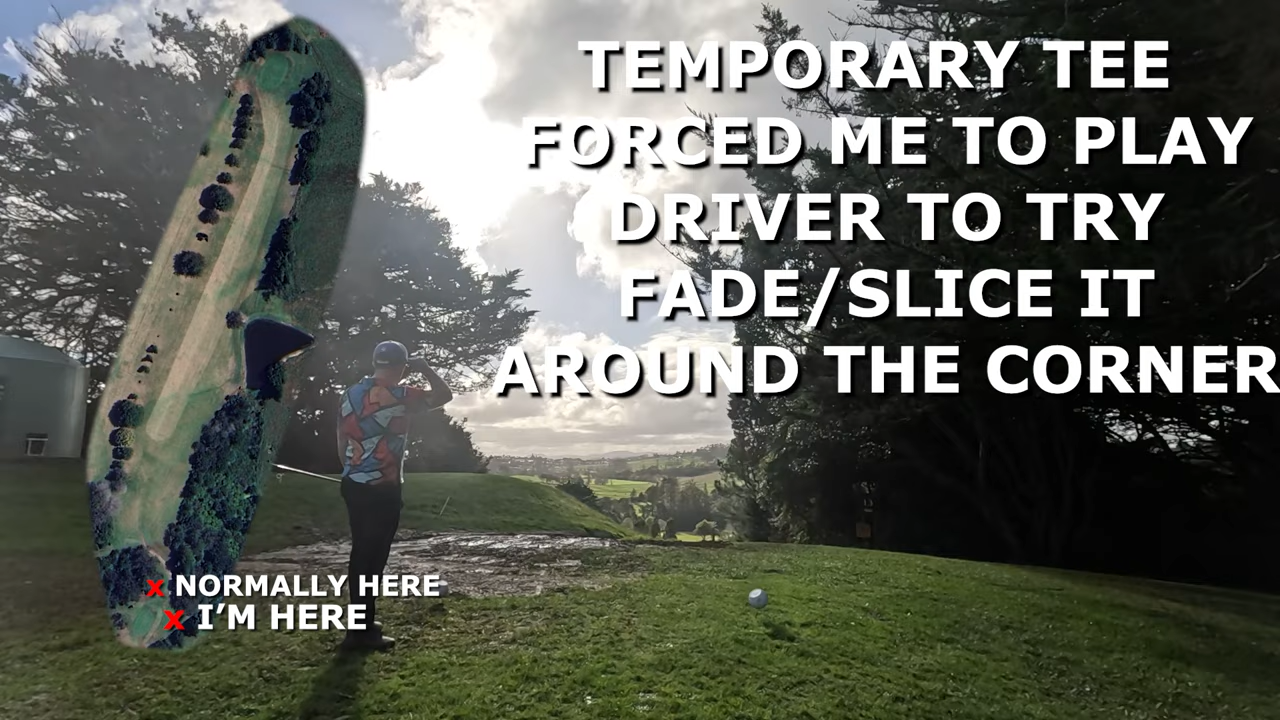 TEMPORARY TEE
FORCED ME TO PLAY
DRIVER TO TRY
FADE/SLICE IT
AROUND THE CORNER
x NORMALLY HERE
x I'M HERE